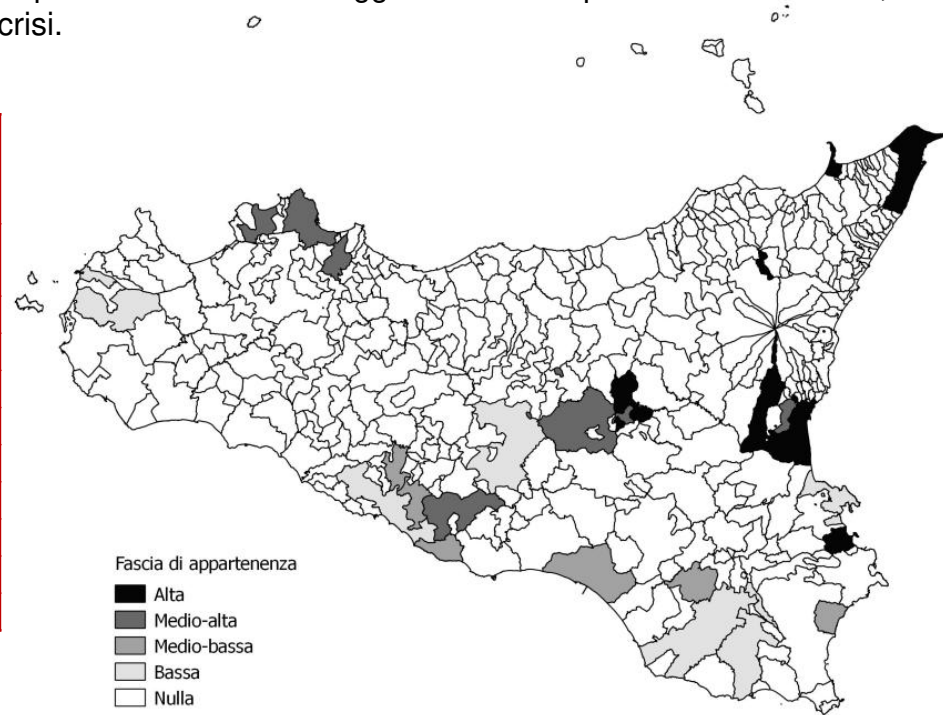 crisi.
Fascia di appartenenza
Alta
Medio-alta
Medio-bassa
Bassa
Nulla